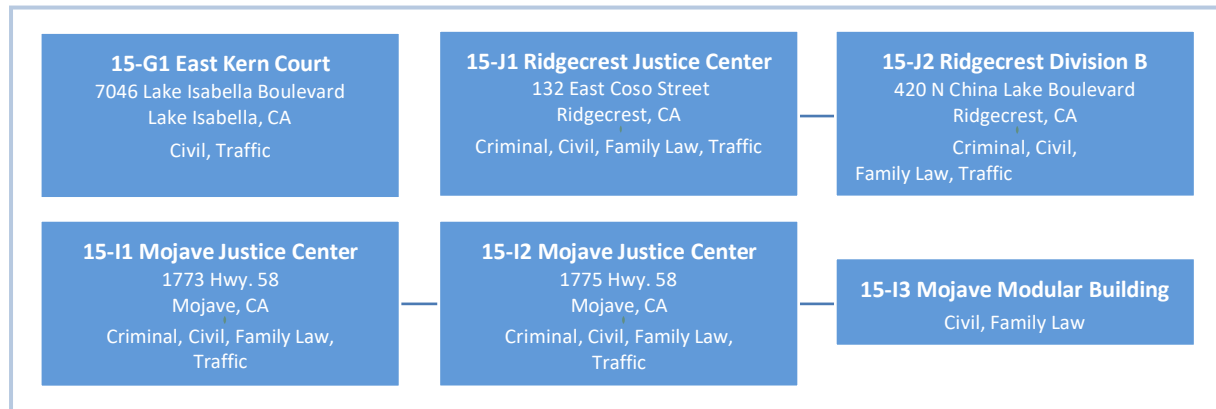 15-G1 East Kern Court
7046 Lake Isabella Boulevard
Lake Isabella, CA
Civil, Traffic
15-J1 Ridgecrest Justice Center
132 East Coso Street
Ridgecrest, CA
Criminal, Civil, Family Law, Traffic
15-J2 Ridgecrest Division B
420 N China Lake Boulevard
Ridgecrest, CA
Criminal, Civil,
Family Law, Traffic
15-I1 Mojave Justice Center
1773 Hwy. 58
Mojave, CA
Criminal, Civil, Family Law,
Traffic
15-I2 Mojave Justice Center
1775 Hwy. 58
Mojave, CA
Criminal, Civil, Family Law,
Traffic
15-I3 Mojave Modular Building
Civil, Family Law